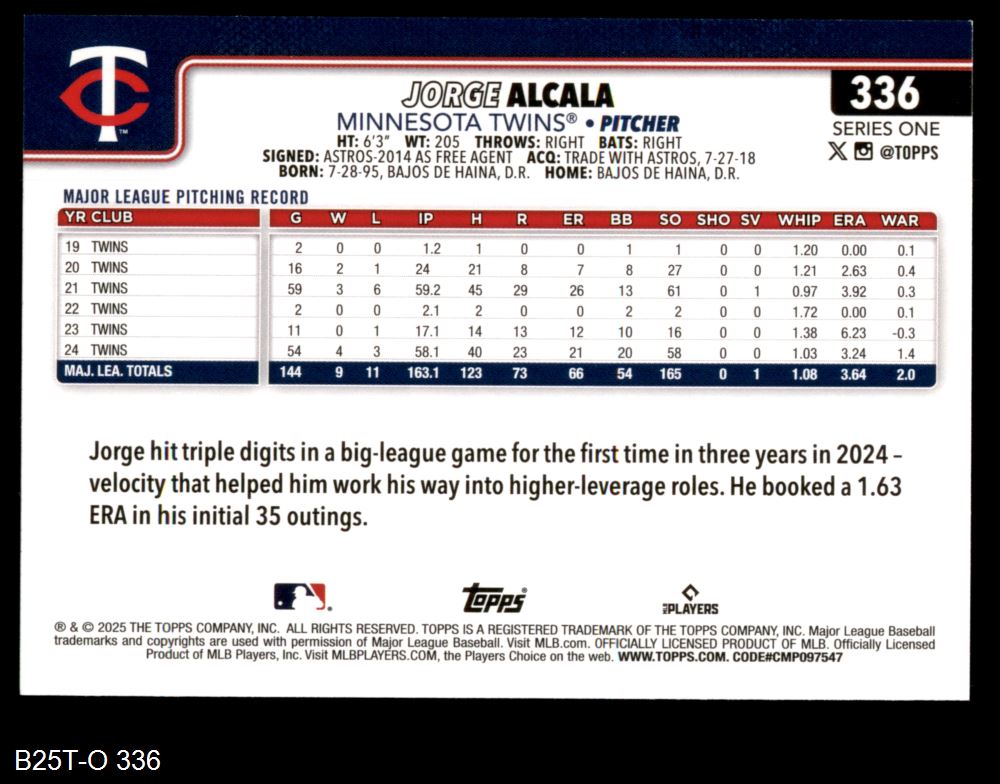 TC
™
336
JORGE ALCALA
MINNESOTA TWINS® • PITCHER
SERIES ONE
@TOPPS
HT: 6'3" WT: 205 THROWS: RIGHT BATS: RIGHT
SIGNED: ASTROS-2014 AS FREE AGENT ACQ: TRADE WITH ASTROS, 7-27-18
BORN: 7-28-95, BAJOS DE HAINA, D.R. HOME: BAJOS DE HAINA, D.R.
MAJOR LEAGUE PITCHING RECORD
YR CLUB G W L IP H R ER BB SO SHO SV WHIP ERA WAR
19 TWINS 2 0 0 1.2 1 0 0 1 1 0 0 1.20 0.00 0.1
20 TWINS 16 2 1 24 21 8 7 8 27 0 0 1.21 2.63 0.4
21 TWINS 59 3 6 59.2 45 29 26 13 61 0 1 0.97 3.92 0.3
22 TWINS 2 0 0 2.1 2 0 0 2 2 0 0 1.72 0.00 0.1
23 TWINS 11 0 1 17.1 14 13 12 10 16 0 0 1.38 6.23 -0.3
24 TWINS 54 4 3 58.1 40 23 21 20 58 0 0 1.03 3.24 1.4
MAJ. LEA. TOTALS 144 9 11 163.1 123 73 66 54 165 0 1 1.08 3.64 2.0
Jorge hit triple digits in a big-league game for the first time in three years in 2024 –
velocity that helped him work his way into higher-leverage roles. He booked a 1.63
ERA in his initial 35 outings.
Topps®
MLB PLAYERS
® & © 2025 THE TOPPS COMPANY, INC. ALL RIGHTS RESERVED. TOPPS IS A REGISTERED TRADEMARK OF THE TOPPS COMPANY, INC. Major League Baseball
trademarks and copyrights are used with permission of Major League Baseball. Visit MLB.com. OFFICIALLY LICENSED PRODUCT OF MLB. Officially Licensed
Product of MLB Players, Inc. Visit MLBPLAYERS.COM, the Players Choice on the web. WWW.TOPPS.COM. CODE#CMP097547
B25T-O 336